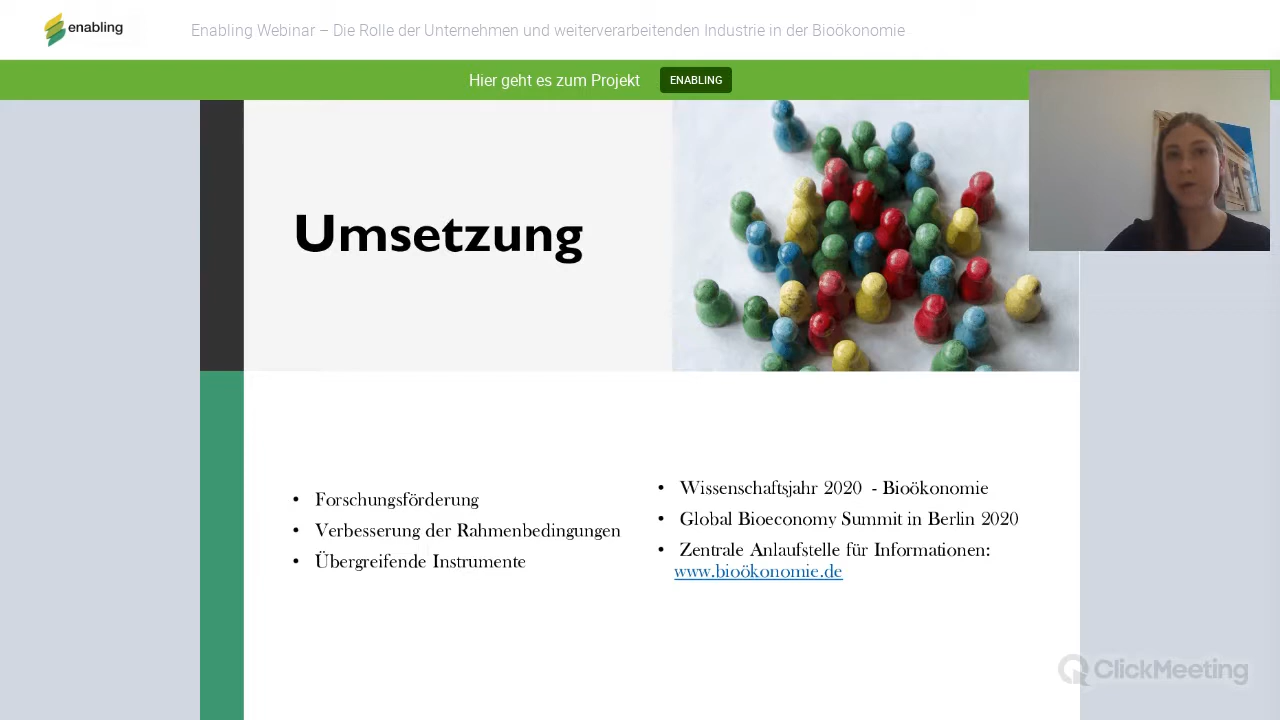 enabling
Enabling Webinar – Die Rolle der Unternehmen und weiterverarbeitenden Industrie in der Bioökonomie
Hier geht es zum Projekt
ENABLING
Umsetzung
• Forschungsförderung
• Verbesserung der Rahmenbedingungen
• Übergreifende Instrumente
• Wissenschaftsjahr 2020 - Bioökonomie
• Global Bioeconomy Summit in Berlin 2020
• Zentrale Anlaufstelle für Informationen:
www.bioökonomie.de
ClickMeeting